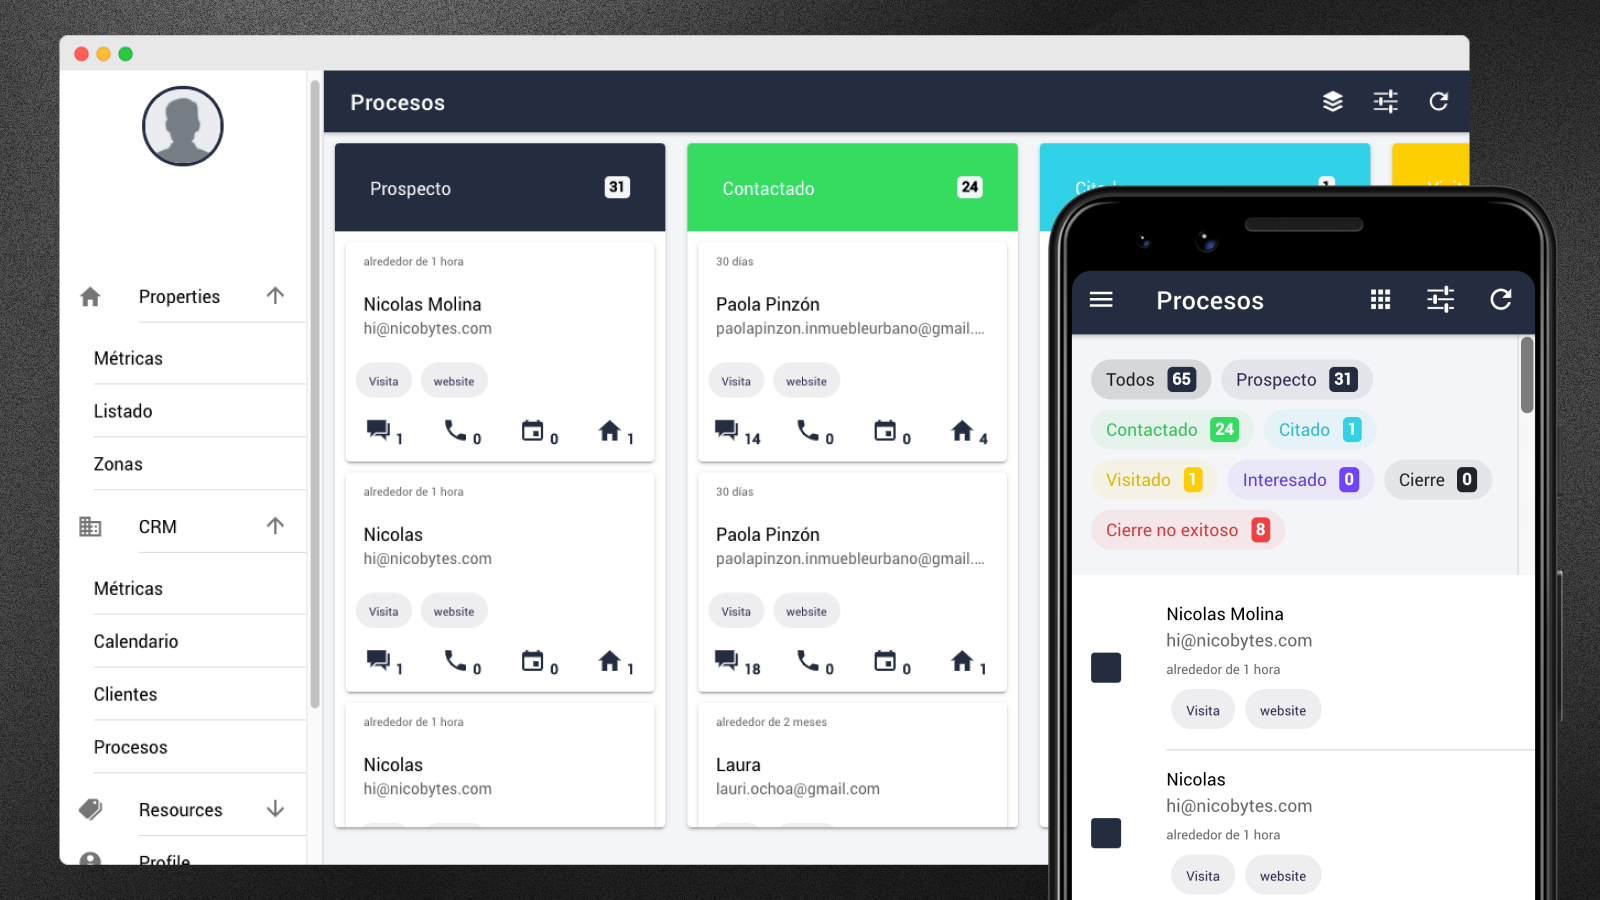 Procesos
Properties
Métricas
Listado
Zonas
CRM
Métricas
Calendario
Clientes
Procesos
Resources
Profile
Prospecto 31
alrededor de 1 hora
Nicolas Molina
hi@nicobytes.com
Visita website
1 0 0 1
alrededor de 1 hora
Nicolas
hi@nicobytes.com
Visita website
1 0 0 1
alrededor de 1 hora
Nicolas
hi@nicobytes.com
Contactado 24
30 días
Paola Pinzón
paolapinzon.inmuebleurbano@gmail....
Visita website
14 0 0 4
30 días
Paola Pinzón
paolapinzon.inmuebleurbano@gmail....
Visita website
18 0 0 1
alrededor de 2 meses
Laura
lauri.ochoa@gmail.com
Procesos
Todos 65 Prospecto 31
Contactado 24 Citado 1
Visitado 1 Interesado 0 Cierre 0
Cierre no exitoso 8
Nicolas Molina
hi@nicobytes.com
alrededor de 1 hora
Visita website
Nicolas
hi@nicobytes.com
alrededor de 1 hora
Visita website